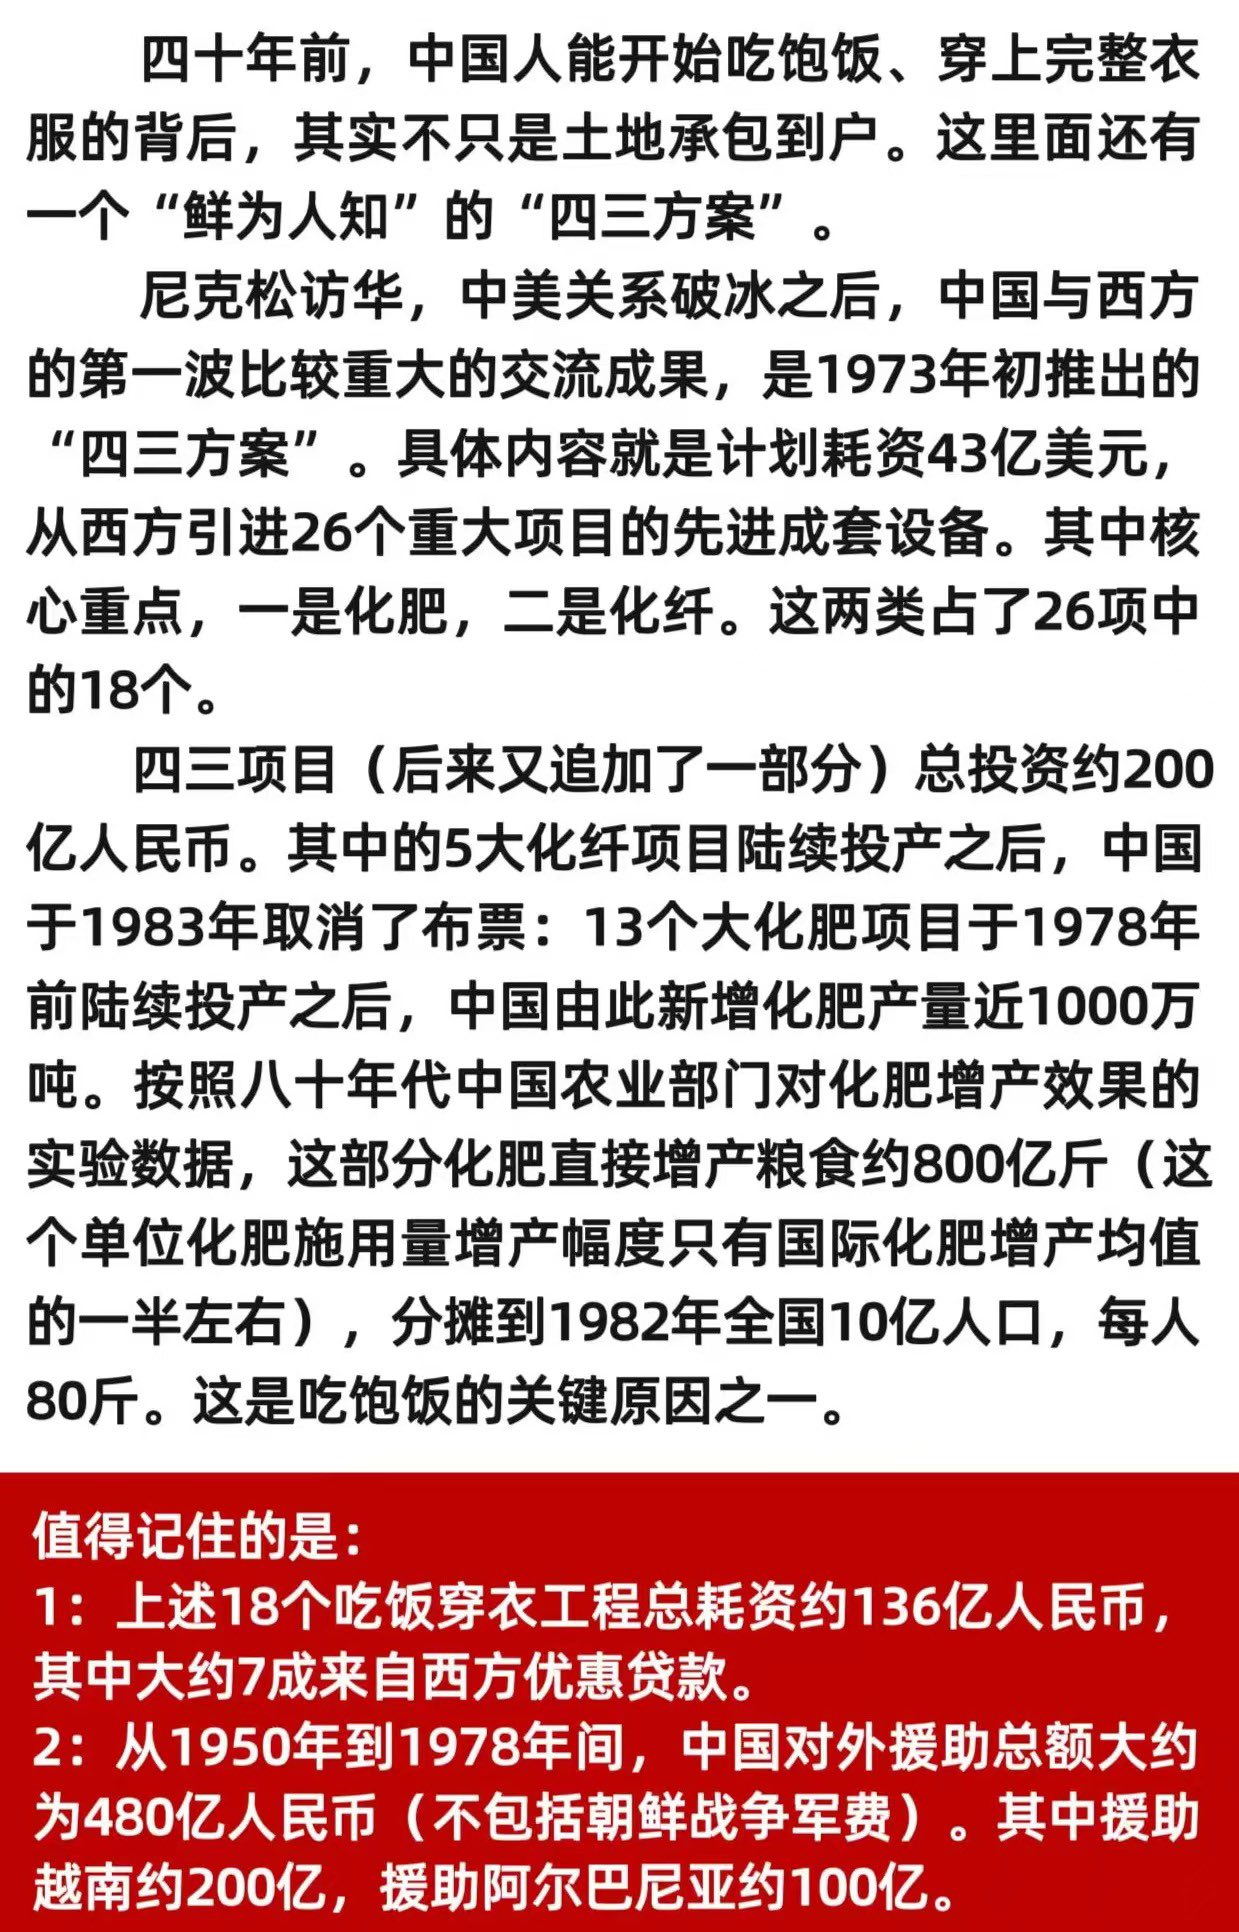 四十年前，中国人能开始吃饱饭、穿上完整衣
服的背后，其实不只是土地承包到户。这里面还有
一个“鲜为人知”的“四三方案”。
尼克松访华，中美关系破冰之后，中国与西方
的第一波比较重大的交流成果，是1973年初推出的
“四三方案”。具体内容就是计划耗资43亿美元，
从西方引进26个重大项目的先进成套设备。其中核
心重点，一是化肥，二是化纤。这两类占了26项中
的18个。
四三项目（后来又追加了一部分）总投资约200
亿人民币。其中的5大化纤项目陆续投产之后，中国
于1983年取消了布票：13个大化肥项目于1978年
前陆续投产之后，中国由此新增化肥产量近1000万
吨。按照八十年代中国农业部门对化肥增产效果的
实验数据，这部分化肥直接增产粮食约800亿斤（这
个单位化肥施用量增产幅度只有国际化肥增产均值
的一半左右），分摊到1982年全国10亿人口，每人
80斤。这是吃饱饭的关键原因之一。
值得记住的是：
1：上述18个吃饭穿衣工程总耗资约136亿人民币，
其中大约7成来自西方优惠贷款。
2：从1950年到1978年间，中国对外援助总额大约
为480亿人民币（不包括朝鲜战争军费）。其中援助
越南约200亿，援助阿尔巴尼亚约100亿。